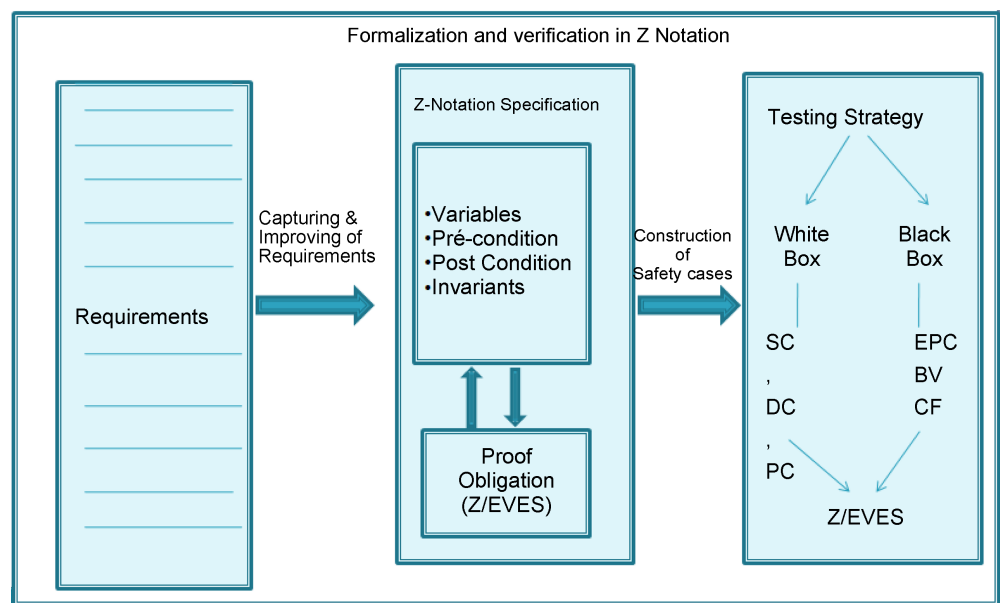 Formalization and verification in Z Notation
Requirements
Capturing &
Improving of
Requirements
Z-Notation Specification
•Variables
•Pré-condition
•Post Condition
•Invariants
Proof
Obligation
(Z/EVES)
Construction
of
Safety cases
Testing Strategy
White
Box
Black
Box
SC
,
DC
,
PC
EPC
BV
CF
Z/EVES